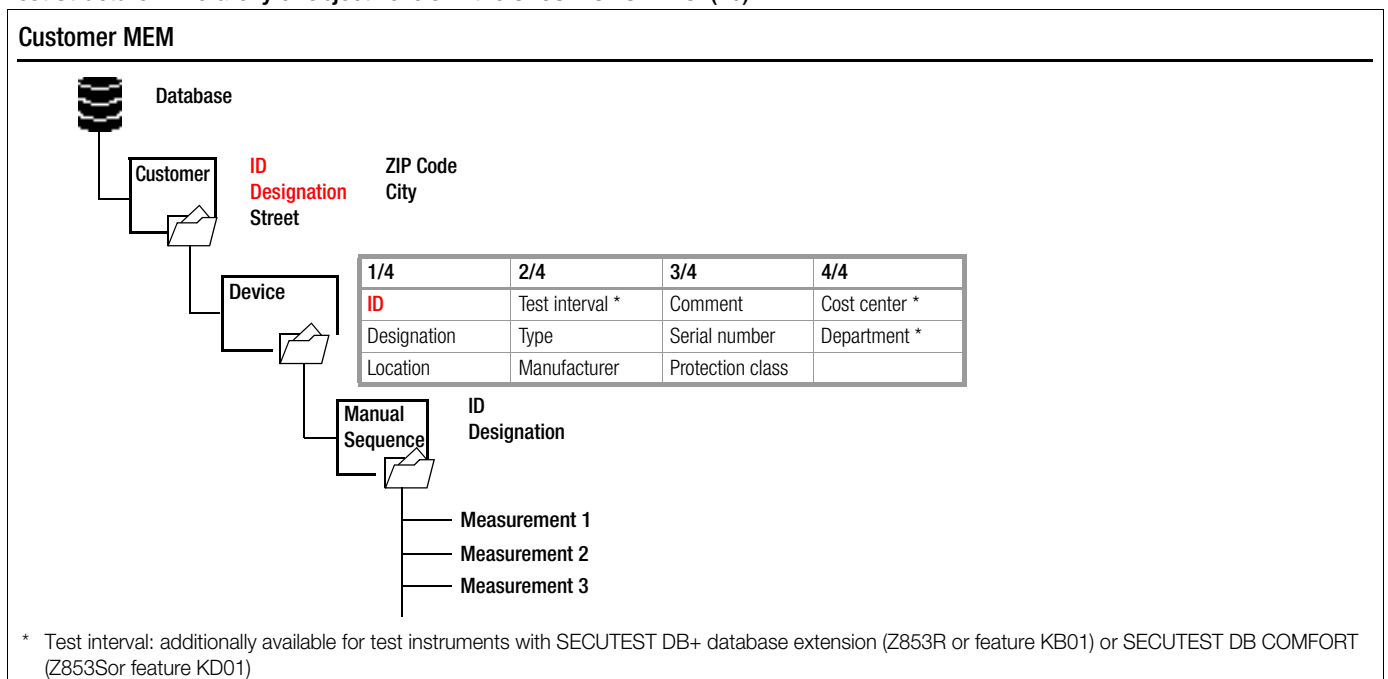 Customer MEM
Database
Customer
ID
Designation
Street
ZIP Code
City
Device
1/4 2/4 3/4 4/4
ID Test interval * Comment Cost center *
Designation Type Serial number Department *
Location Manufacturer Protection class
Manual
Sequence
ID
Designation
Measurement 1
Measurement 2
Measurement 3
* Test interval: additionally available for test instruments with SECUTEST DB+ database extension (Z853R or feature KB01) or SECUTEST DB COMFORT
(Z853Sor feature KD01)